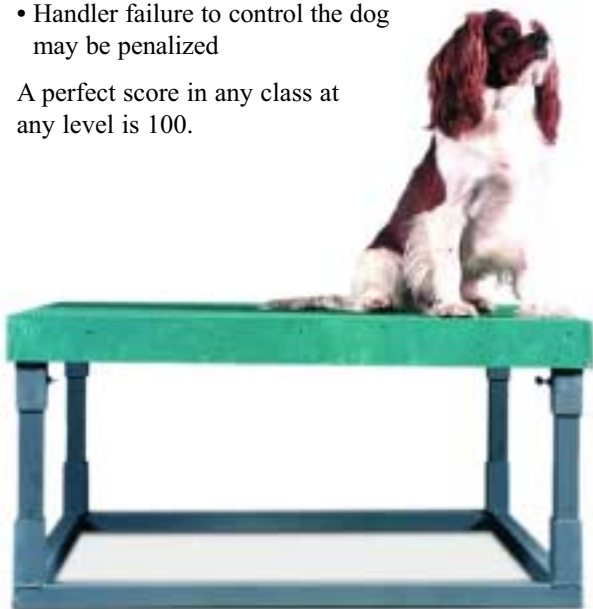 • Handler failure to control the dog
may be penalized
A perfect score in any class at
any level is 100.